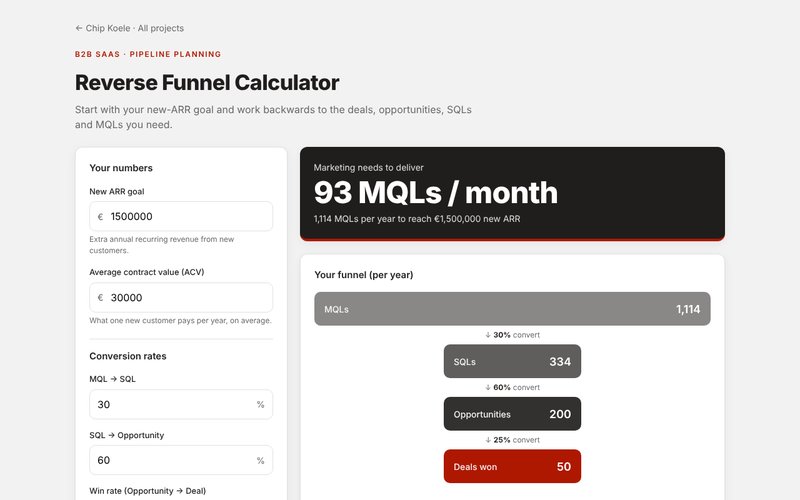 ← Chip Koele · All projects
B2B SAAS · PIPELINE PLANNING
Reverse Funnel Calculator
Start with your new-ARR goal and work backwards to the deals, opportunities, SQLs
and MQLs you need.
Your numbers
New ARR goal
€ 1500000
Extra annual recurring revenue from new
customers.
Average contract value (ACV)
€ 30000
What one new customer pays per year, on average.
Conversion rates
MQL → SQL
30 %
SQL → Opportunity
60 %
Win rate (Opportunity → Deal)
Marketing needs to deliver
93 MQLs / month
1,114 MQLs per year to reach €1,500,000 new ARR
Your funnel (per year)
MQLs 1,114
↓ 30% convert
SQLs 334
↓ 60% convert
Opportunities 200
↓ 25% convert
Deals won 50